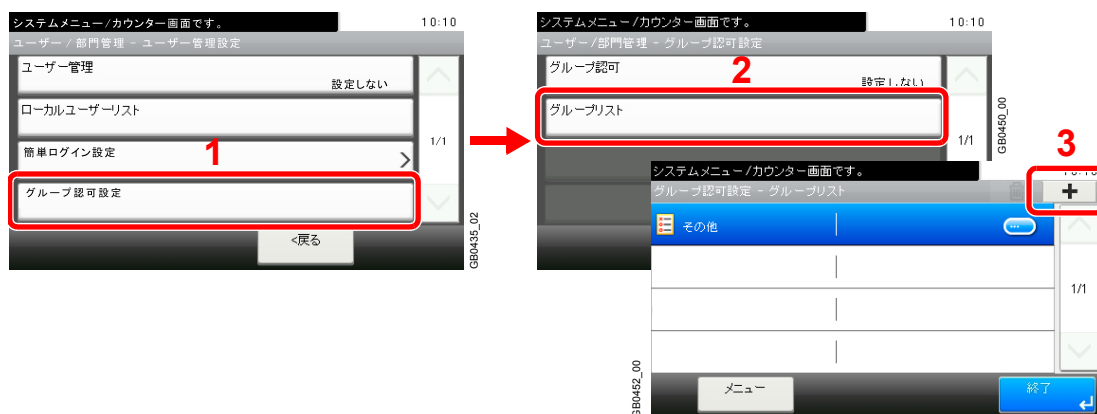 システムメニュー/カウンター画面です。
10:10
ユーザー / 部門管理 - ユーザー管理設定
ユーザー管理
設定しない
ローカルユーザーリスト
簡単ログイン設定
1
1/1
グループ認可設定
<戻る
GB0435_02
システムメニュー/カウンター画面です。
10:10
ユーザー/部門管理 - グループ認可設定
グループ認可
2
設定しない
グループリスト
1/1
GB0450_00
3
システムメニュー/カウンター画面です。
10:10
グループ認可設定 - グループリスト
+
その他
1/1
メニュー
終了
GB0452_00